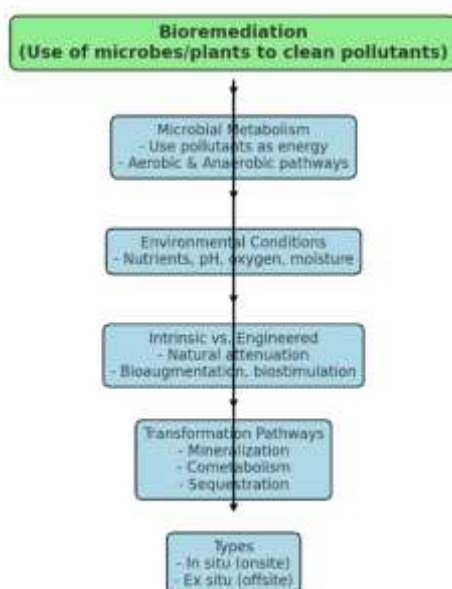 Bioremediation
(Use of microbes/plants to clean pollutants)
Microbial Metabolism
- Use pollutants as energy
- Aerobic & Anaerobic pathways
Environmental Conditions
- Nutrients, pH, oxygen, moisture
Intrinsic vs. Engineered
- Natural attenuation
- Bioaugmentation, biostimulation
Transformation Pathways
- Mineralization
- Cometabolism
- Sequestration
Types
- In situ (onsite)
- Ex situ (offsite)